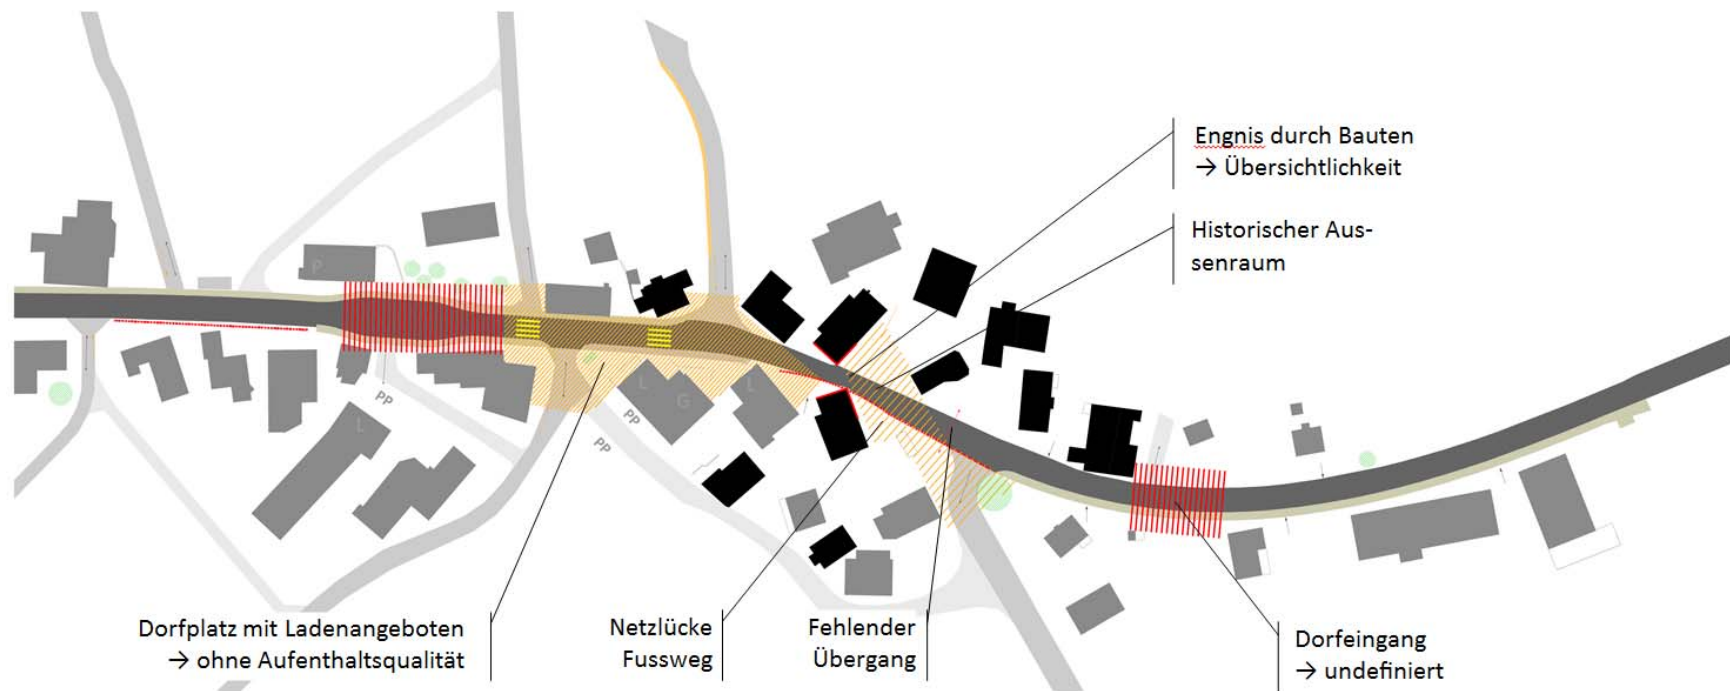 Engnis durch Bauten
→ Übersichtlichkeit
Historischer Aus-
senraum
P
L
G
L
PP
L
PP
PP
Dorfplatz mit Ladenangeboten
→ ohne Aufenthaltsqualität
Netzlücke
Fussweg
Fehlender
Übergang
Dorfeingang
→ undefiniert